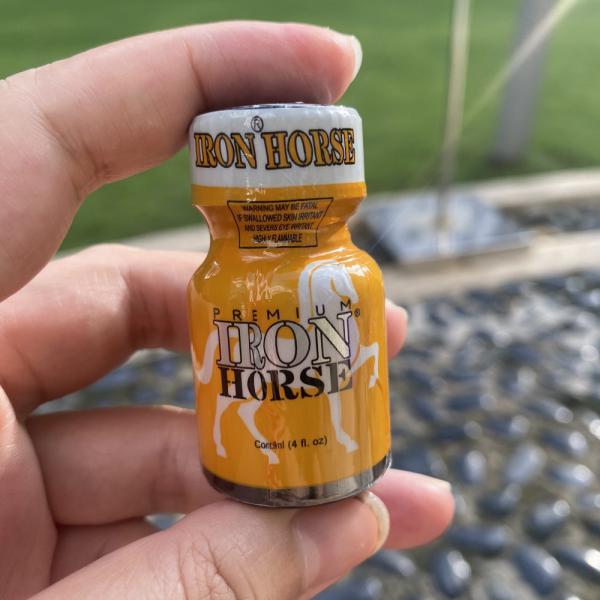 IRON® HORSE
WARNING MAY BE FATAL
IF SWALLOWED SKIN IRRITANT
AND SEVERS EYE IRRITANT
HIGHLY FLAMMABLE
PREMIUM
IRON®
HORSE
(4 fl. oz)